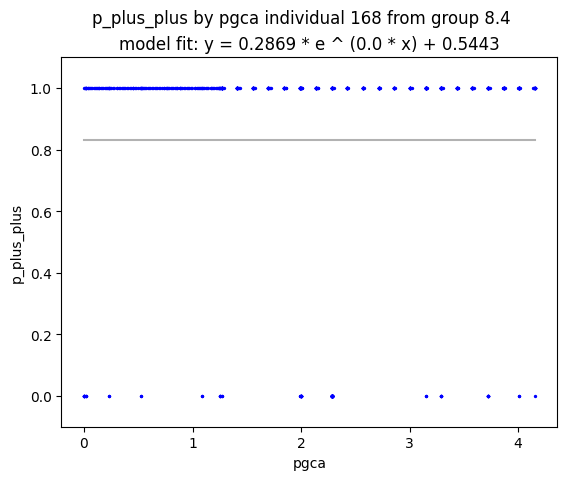 p_plus_plus by pgca individual 168 from group 8.4
model fit: y = 0.2869 * e ^ (0.0 * x) + 0.5443
1.0
0.8
0.6
0.4
0.2
0.0
p_plus_plus
0 1 2 3 4
pgca